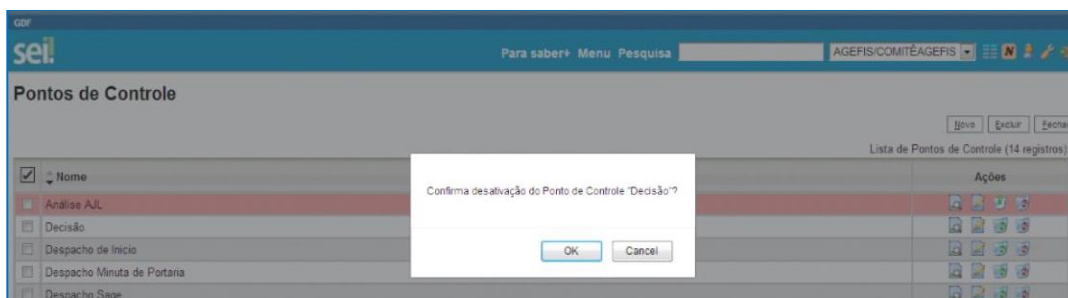 GDF
sei!
Para saber+ Menu Pesquisa
AGEFIS/COMITÊAGEFIS
N
Pontos de Controle
Novo Excluir Fecha
Lista de Pontos de Controle (14 registros)
Nome Ações
Confirma desativação do Ponto de Controle "Decisão"?
Análise AJL
Decisão
Despacho de Inicio
OK Cancel
Despacho Minuta de Portaria
Despacho Sage